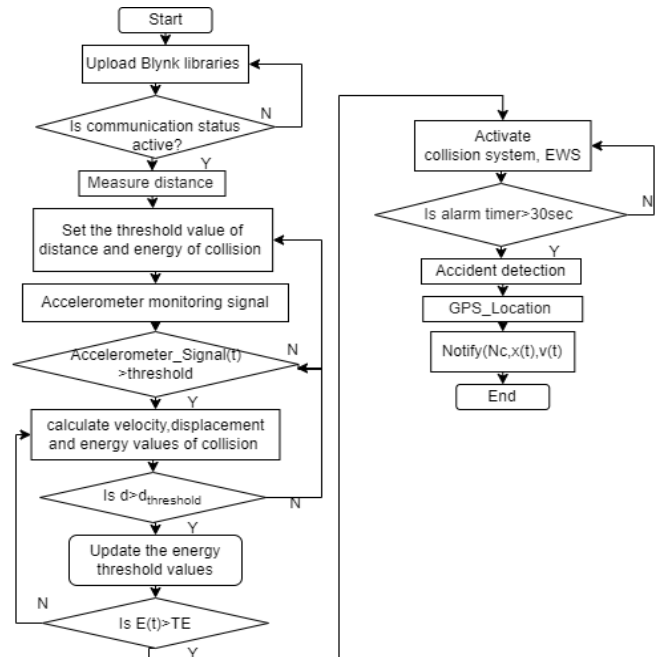 Start
Upload Blynk libraries
N
Is communication status
active?
Y
Measure distance
Set the threshold value of
distance and energy of collision
Accelerometer monitoring signal
Accelerometer_Signal(t)
>threshold
N
Y
calculate velocity,displacement
and energy values of collision
Is d>dthreshold
N
Y
Update the energy
threshold values
N
Is E(t)>TE
Y
Activate
collision system, EWS
N
Is alarm timer>30sec
Y
Accident detection
GPS_Location
Notify(Nc,x(t),v(t)
End